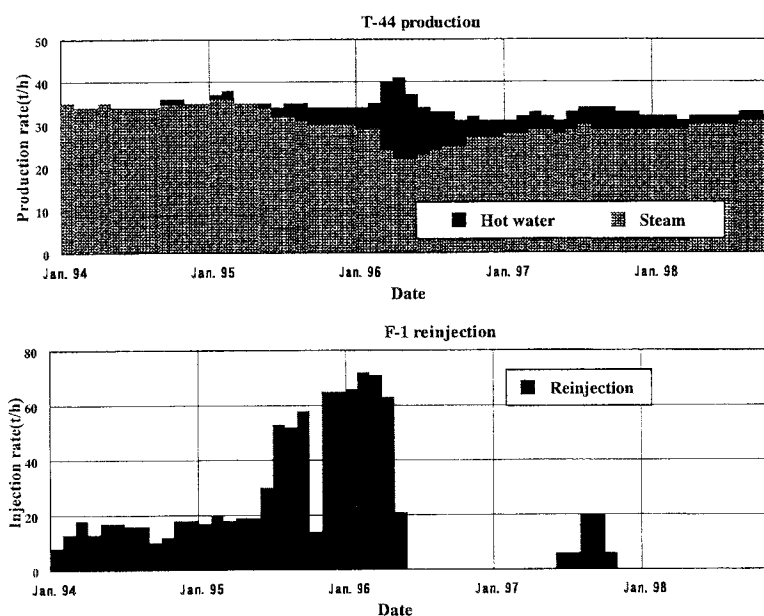 T-44 production
Production rate(t/h)
50
40
30
20
10
0
Hot water
Steam
Jan. 94
Jan. 95
Jan. 96
Jan. 97
Jan. 98
Date
F-1 reinjection
Injection rate(t/h)
80
60
40
20
0
Reinjection
Jan. 94
Jan. 95
Jan. 96
Jan. 97
Jan. 98
Date